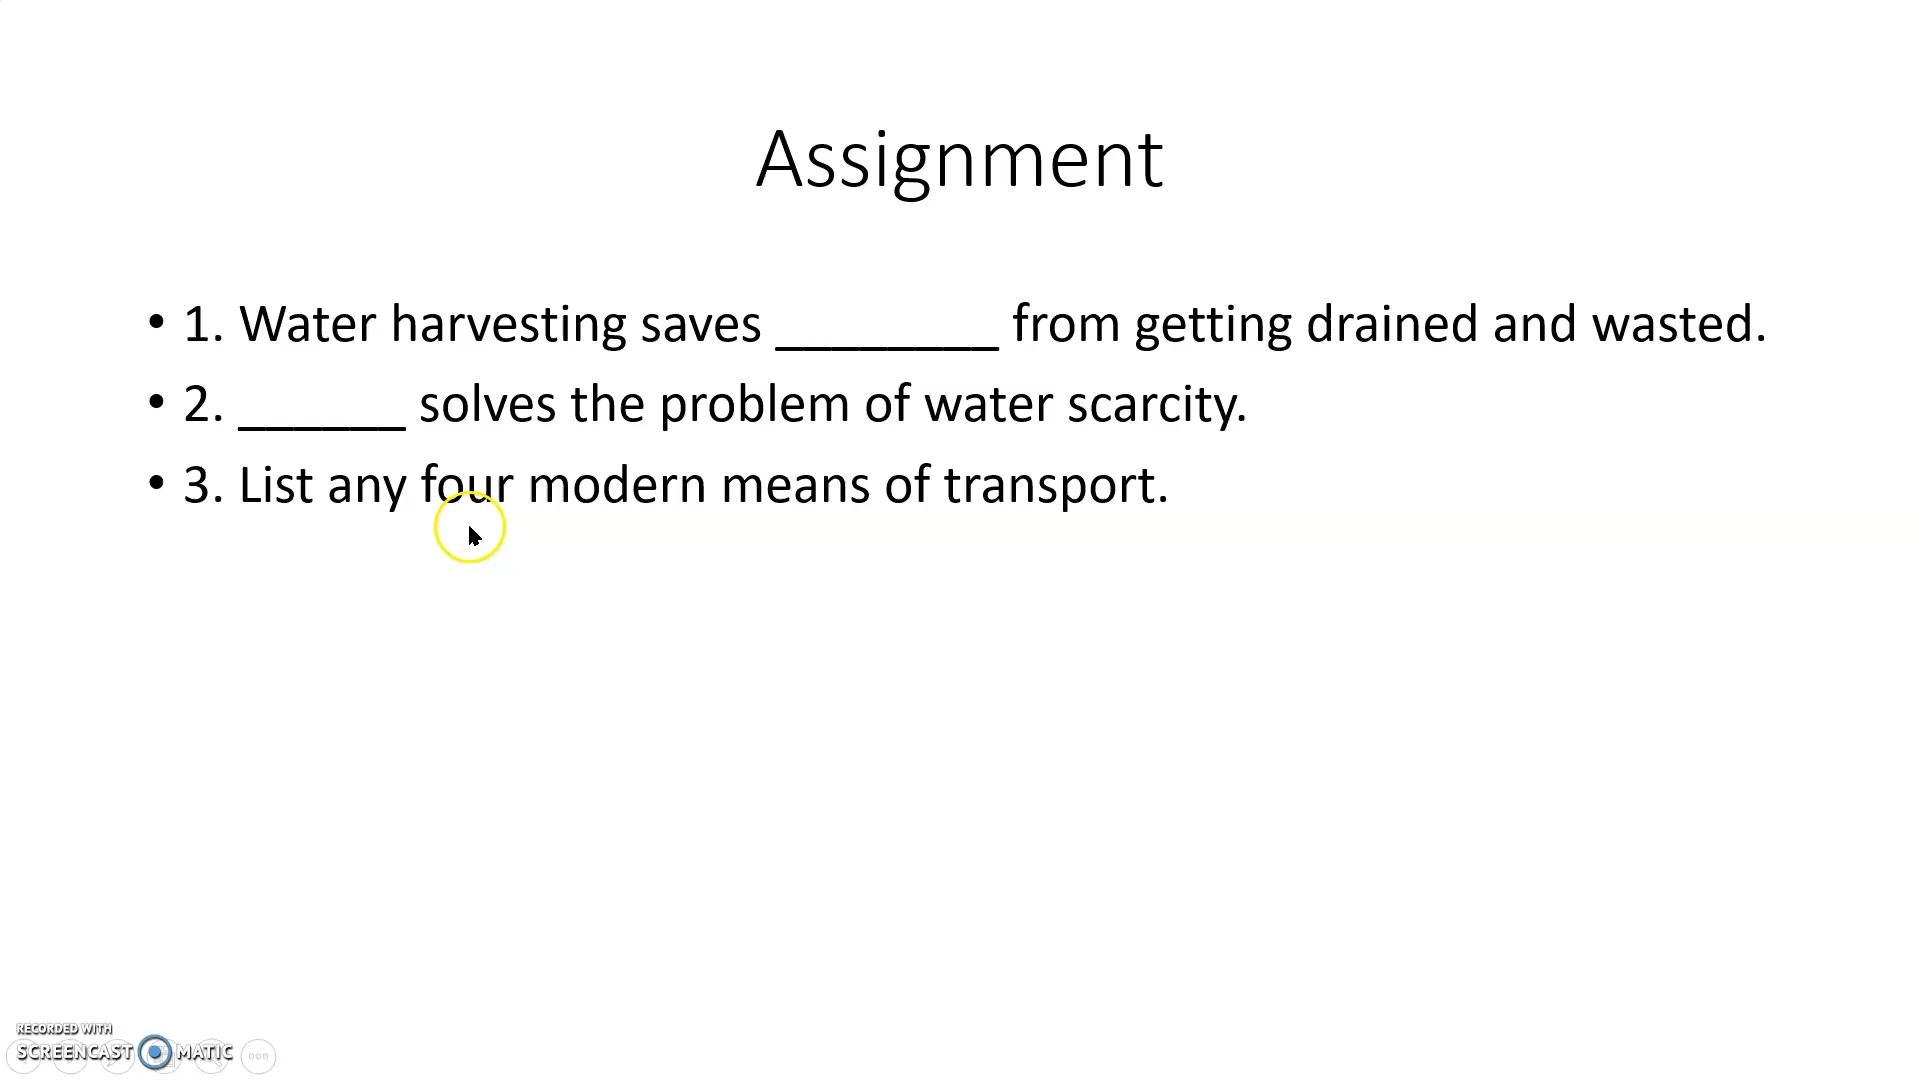 Assignment
• 1. Water harvesting saves ________ from getting drained and wasted.
• 2. ______ solves the problem of water scarcity.
• 3. List any four modern means of transport.
RECORDED WITH
SCREENCAST MATIC